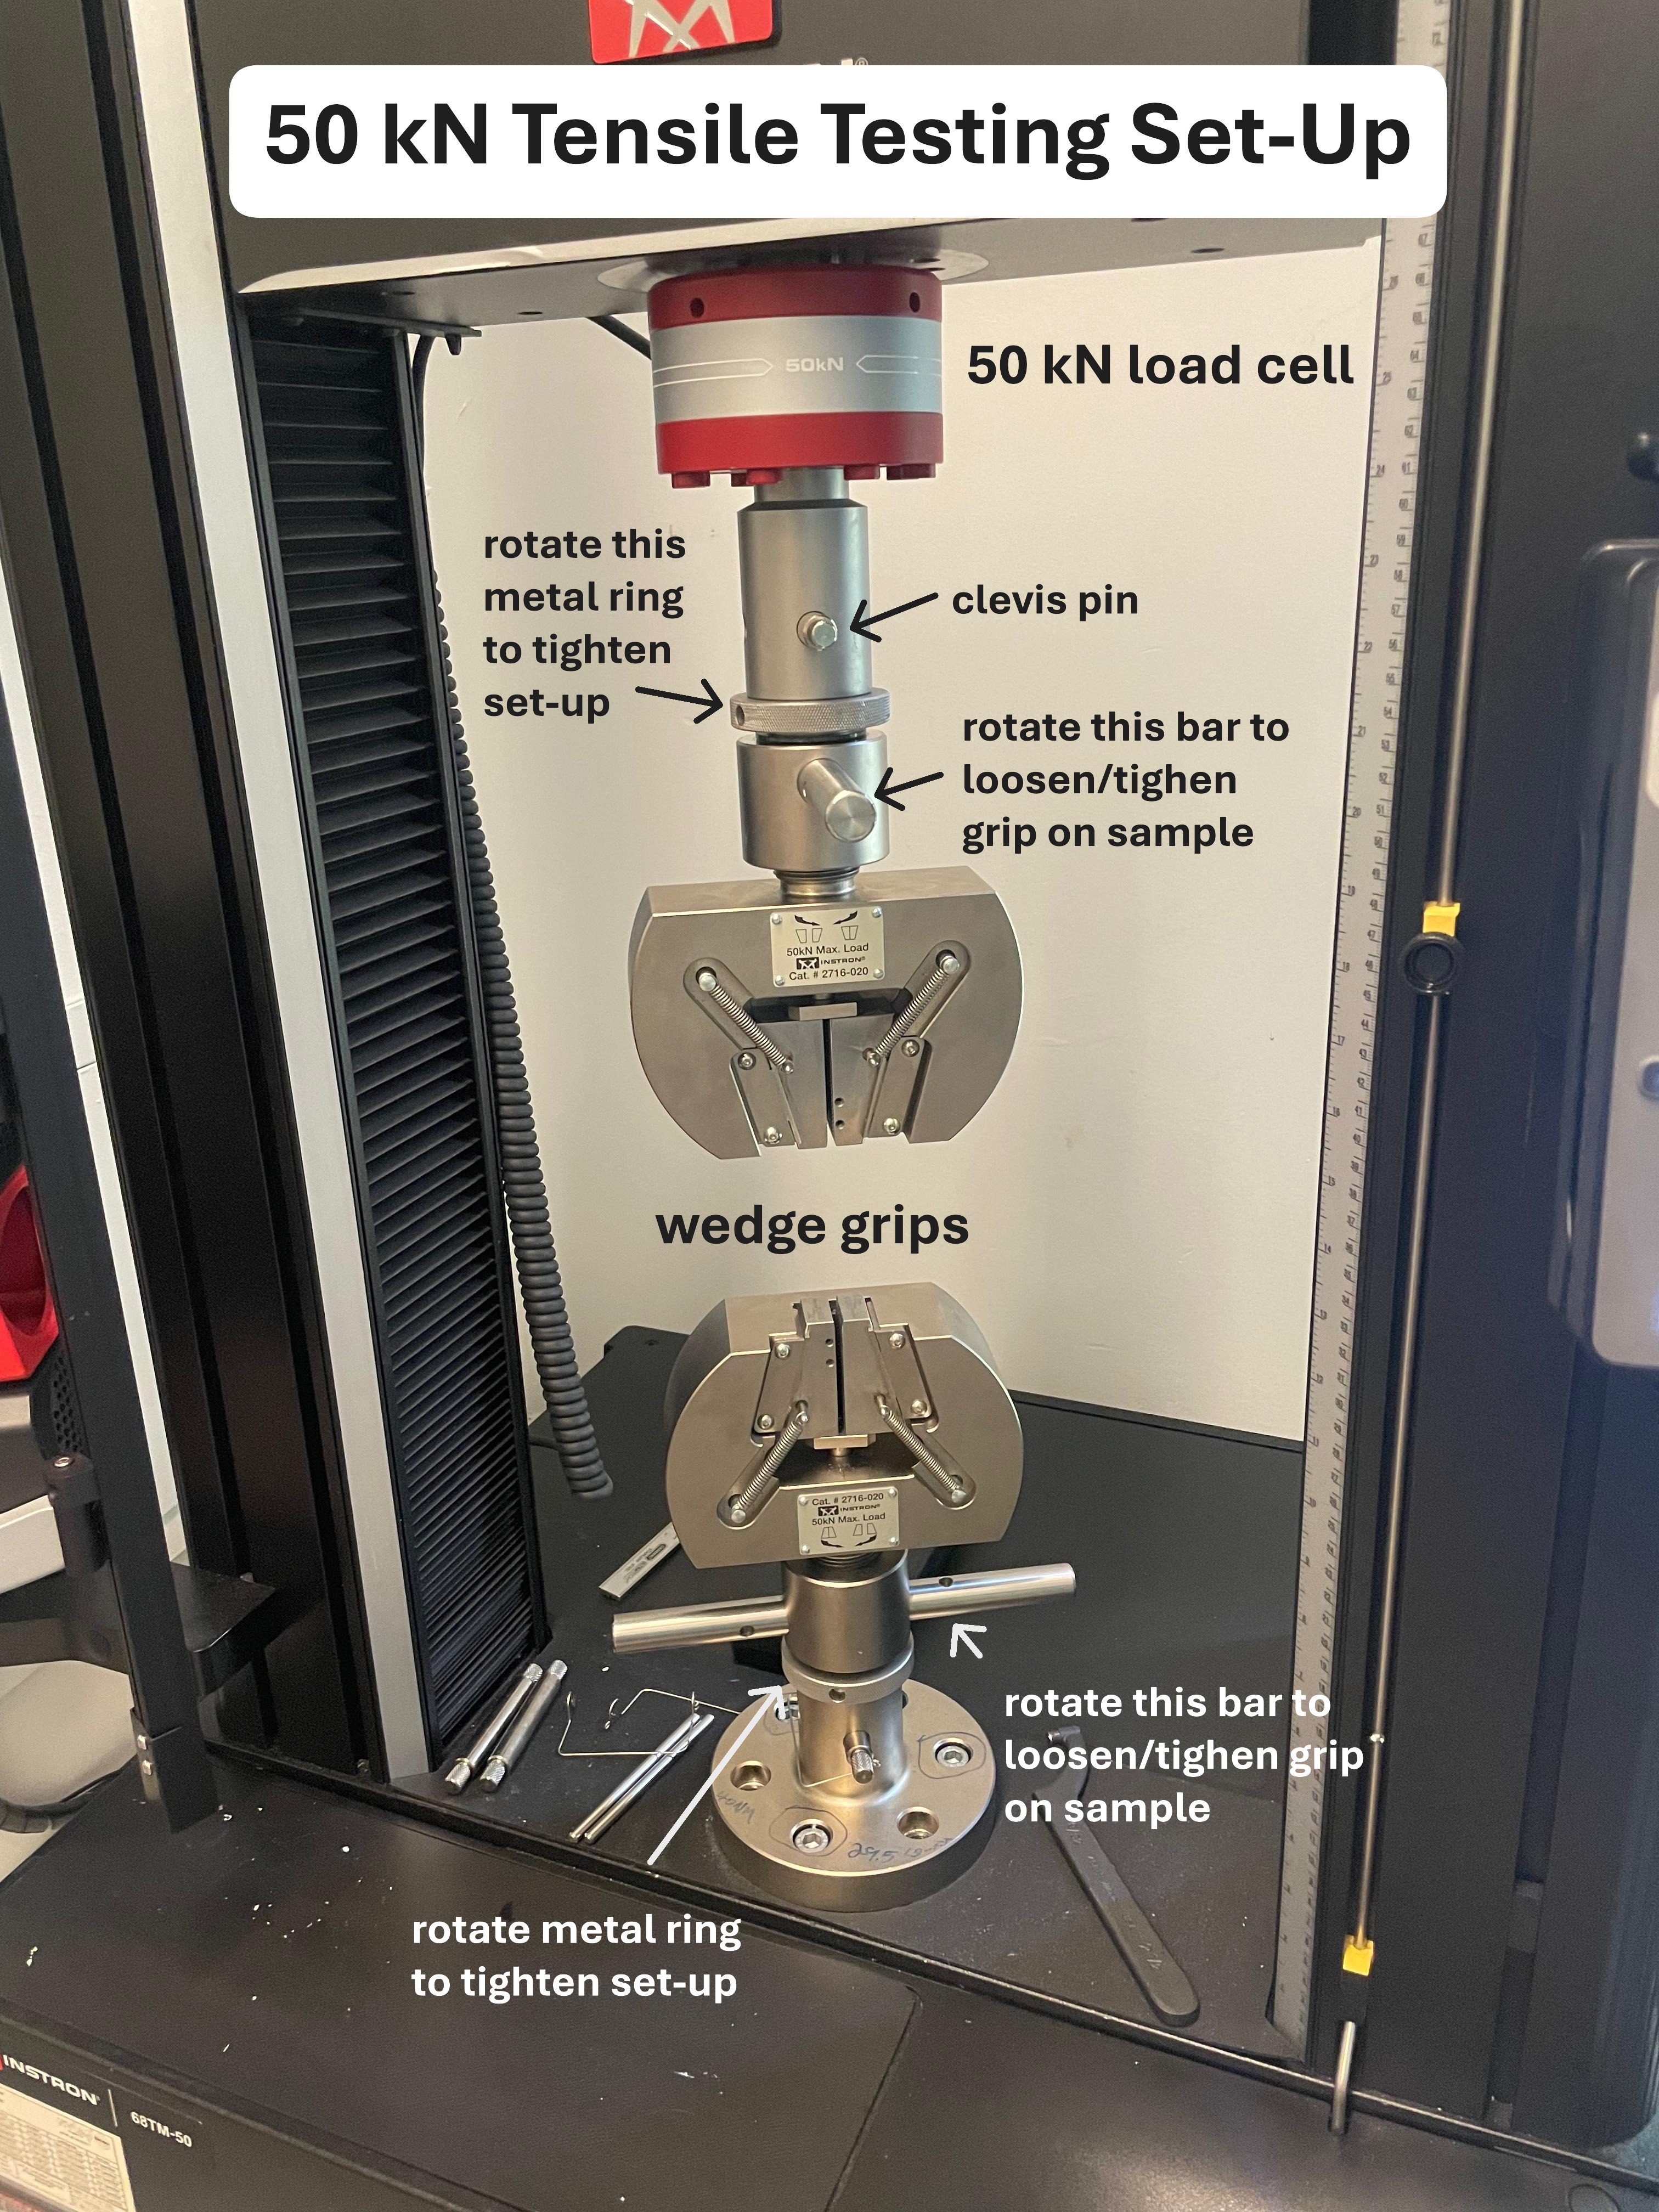 50 kN Tensile Testing Set-Up
50kN
50 kN load cell
rotate this
metal ring
to tighten
set-up
clevis pin
rotate this bar to
loosen/tighen
grip on sample
50kN Max. Load
INSTRON®
Cat. # 2716-020
wedge grips
Cat. # 2716-020
INSTRON®
50kN Max. Load
rotate this bar to
loosen/tighen grip
on sample
rotate metal ring
to tighten set-up
INSTRON®
68TM-50